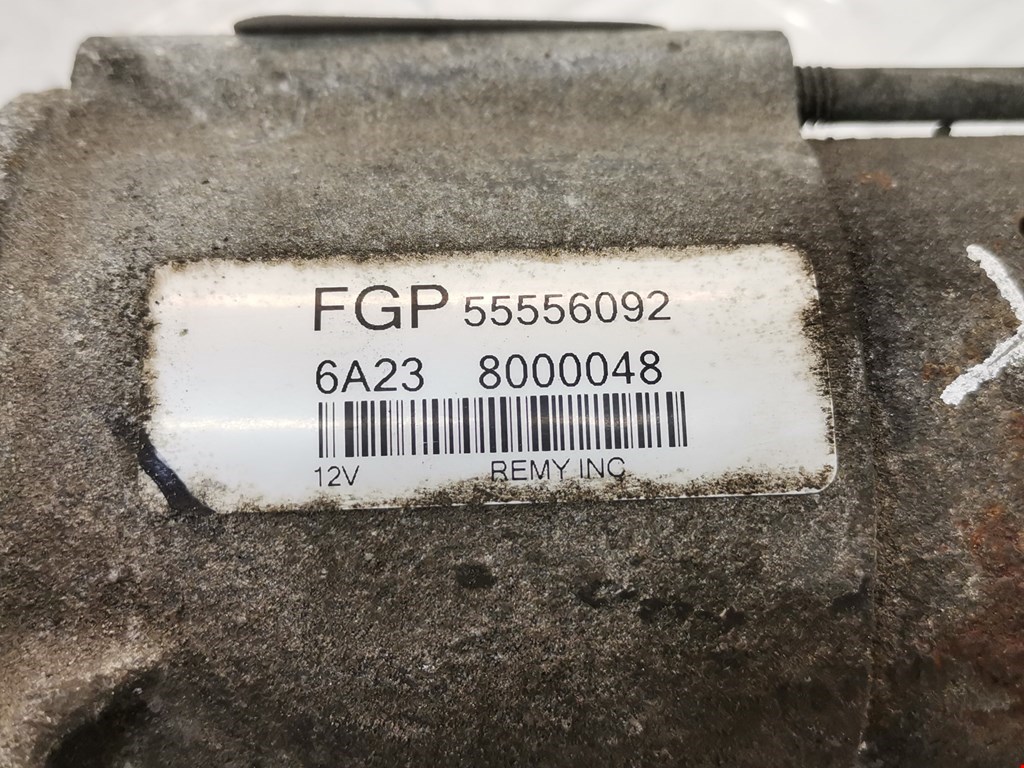 FGP 55556092
6A23 8000048
12V REMY INC